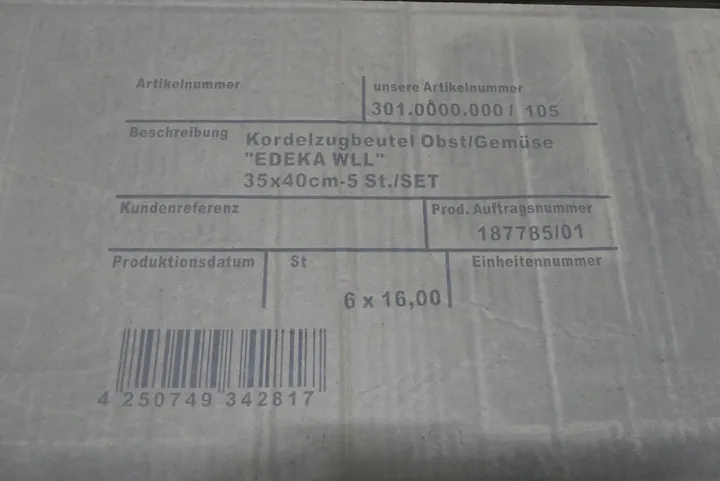 Artikelnummer
unsere Artikelnummer
301.0000.000 / 105
Beschreibung Kordelzugbeutel Obst/Gemüse
"EDEKA WLL"
35x40cm-5 St./SET
Kundenreferenz
Prod. Auftragsnummer
187785/01
Produktionsdatum
St
Einheitennummer
6 x 16,00
4 250749 342817